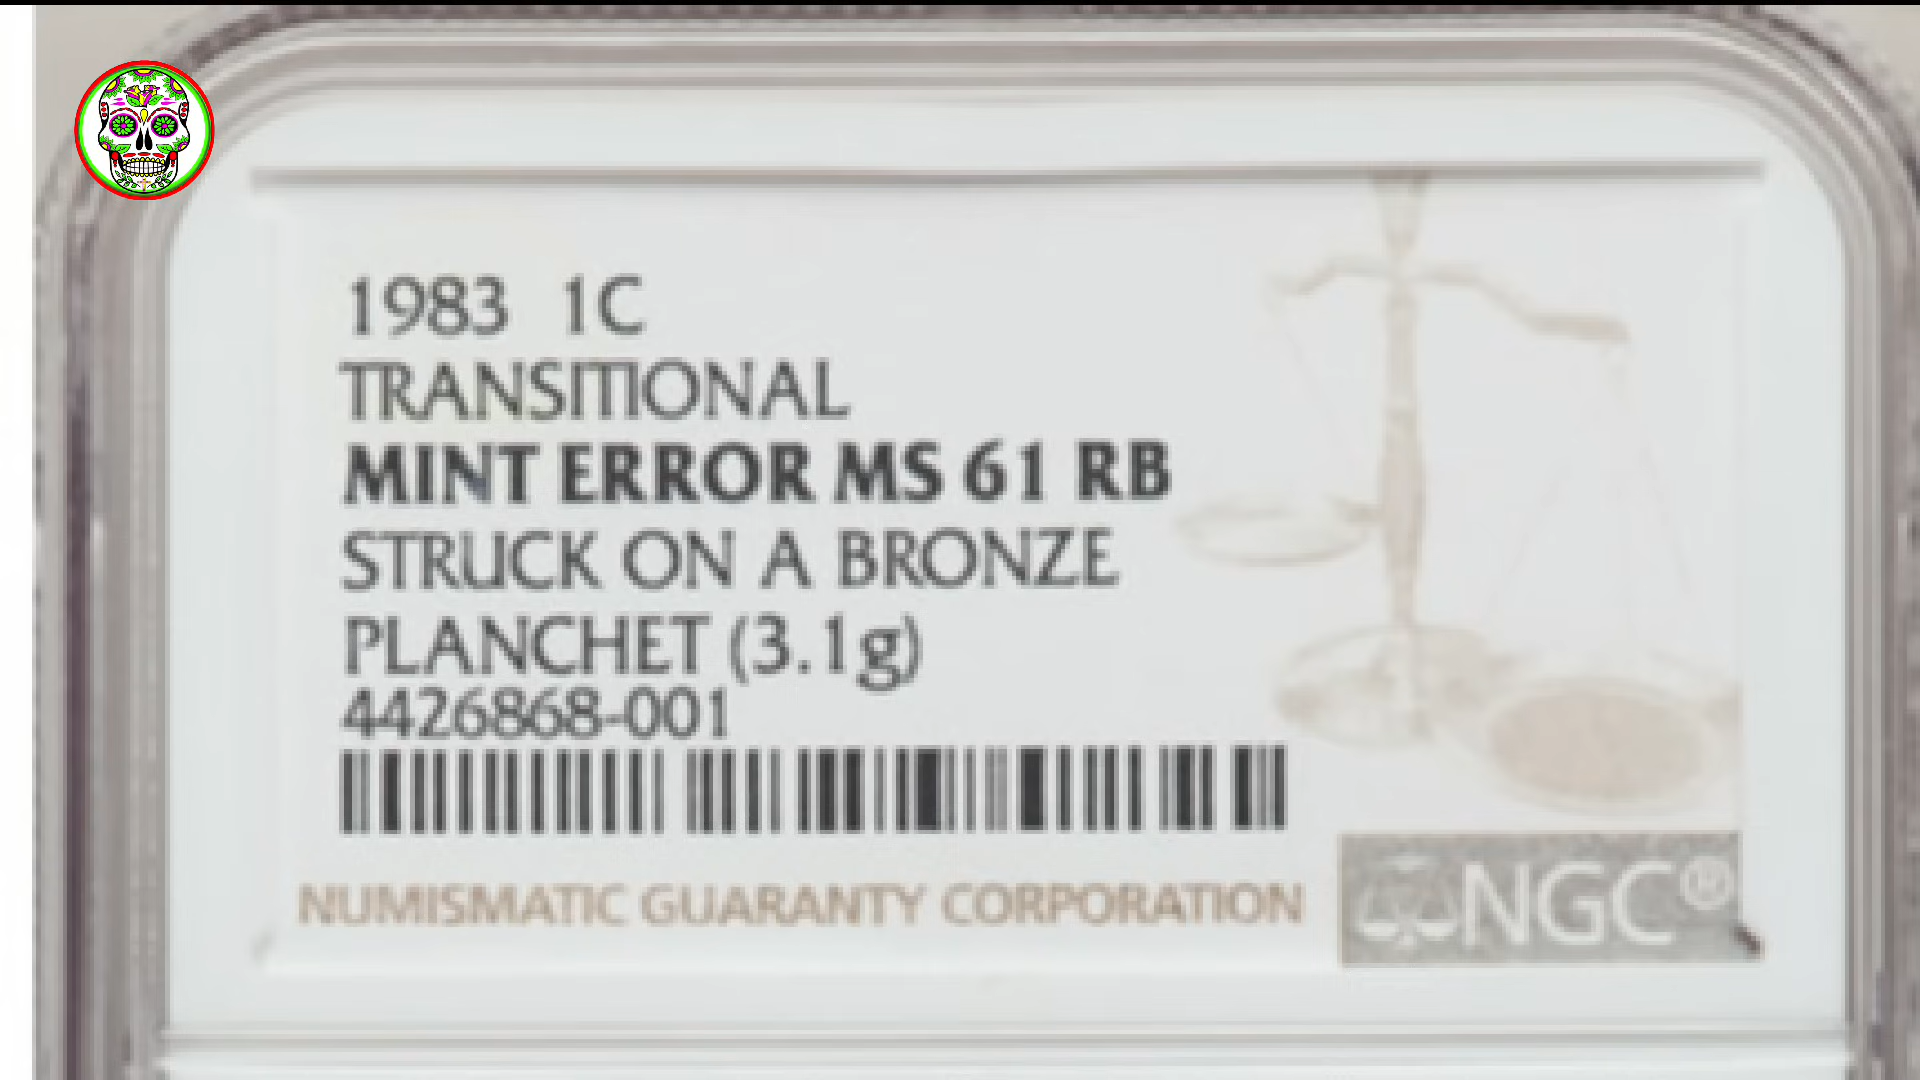 1983 1C
TRANSITIONAL
MINT ERROR MS 61 RB
STRUCK ON A BRONZE
PLANCHET (3.1g)
4426868-001
NUMISMATIC GUARANTY CORPORATION
NGC®